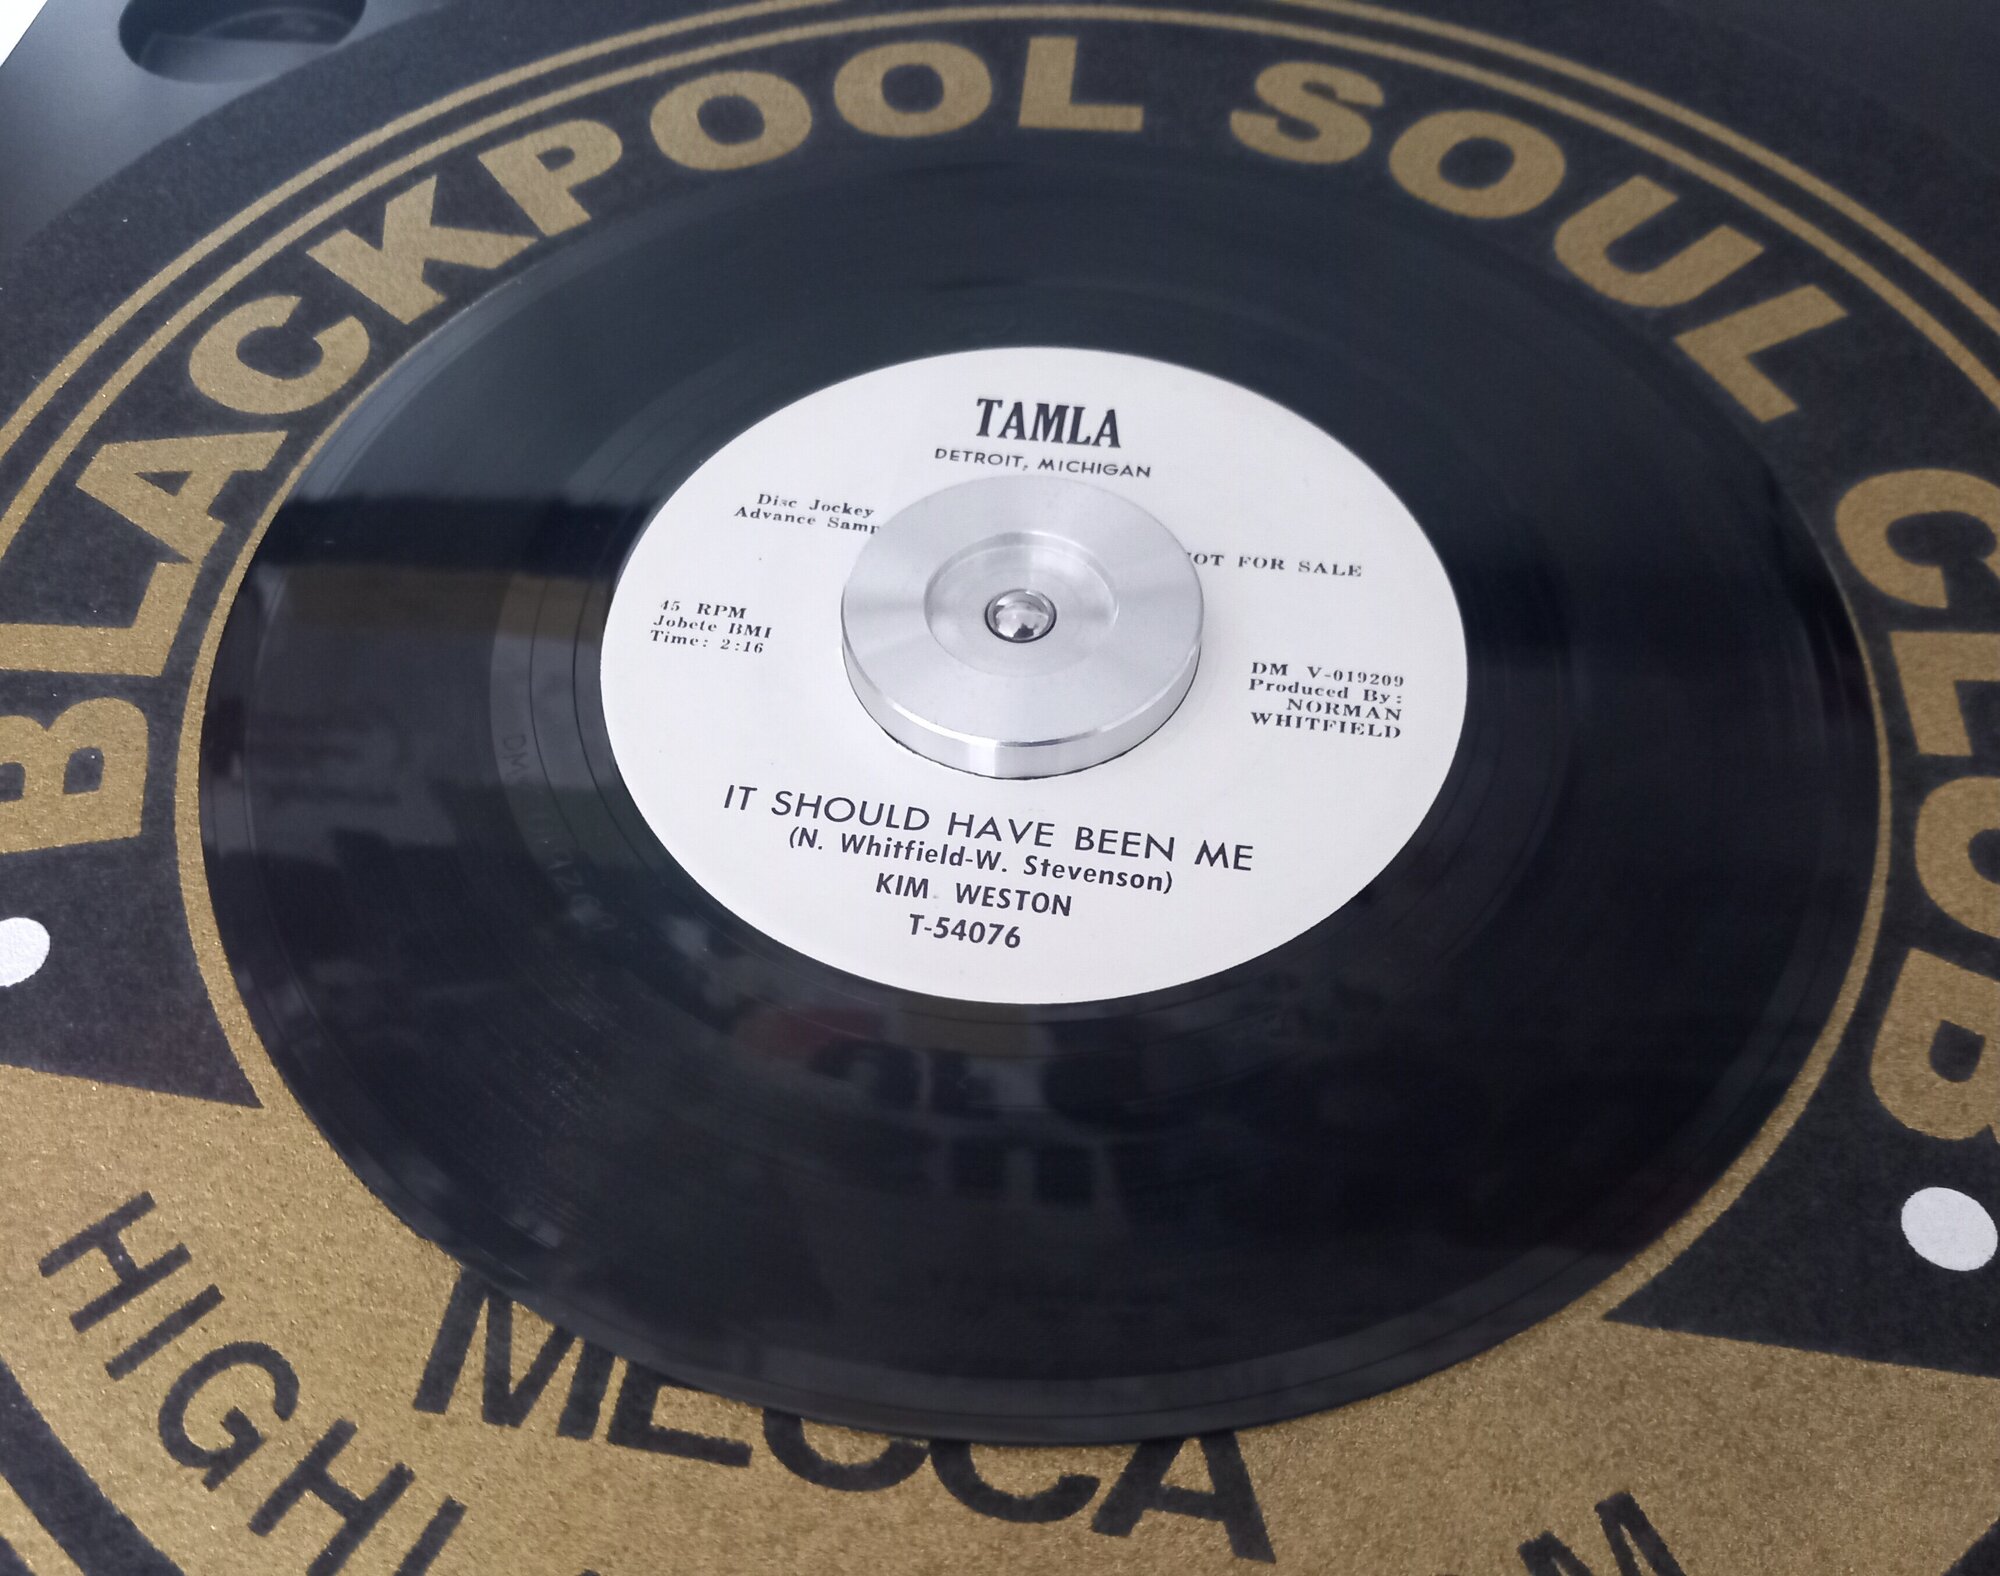 BLACKPOOL SOUL CLUB
TAMLA
DETROIT, MICHIGAN
Disc Jockey
Advance Samp
OT FOR SALE
45 RPM
Jobete BMI
Time: 2:16
DM V-019209
Produced By:
NORMAN
WHITFIELD
IT SHOULD HAVE BEEN ME
(N. Whitfield-W. Stevenson)
KIM WESTON
T-54076
MECCA
HIGHL